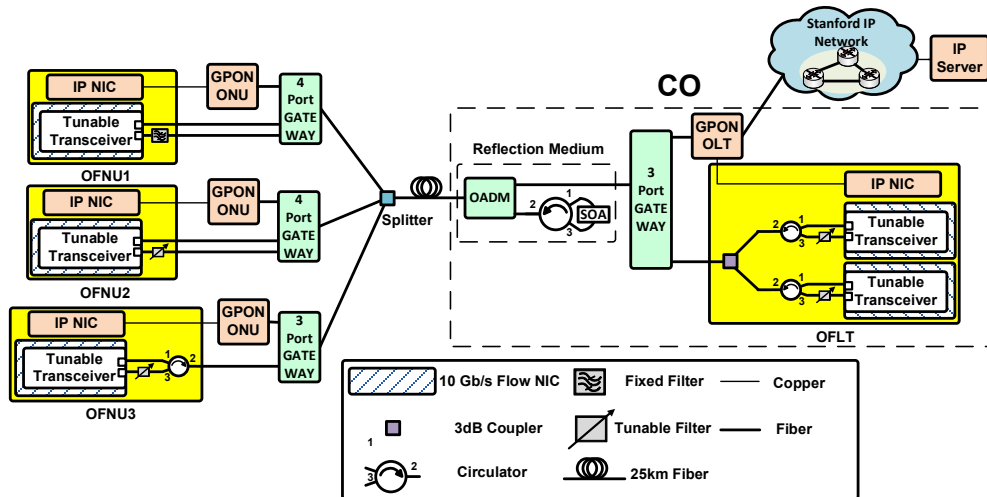 Stanford IP
Network
IP
Server
CO
IP NIC
GPON
ONU
4
Port
GATE
WAY
Tunable
Transceiver
OFNU1
IP NIC
GPON
ONU
4
Port
GATE
WAY
Tunable
Transceiver
OFNU2
IP NIC
GPON
ONU
3
Port
GATE
WAY
Tunable
Transceiver
1
2
3
OFNU3
Splitter
Reflection Medium
OADM
1
2
3
SOA
3
Port
GATE
WAY
GPON
OLT
IP NIC
1
2
3
Tunable
Transceiver
1
2
3
Tunable
Transceiver
OFLT
10 Gb/s Flow NIC
Fixed Filter
Copper
3dB Coupler
Tunable Filter
Fiber
1
2
3
Circulator
25km Fiber